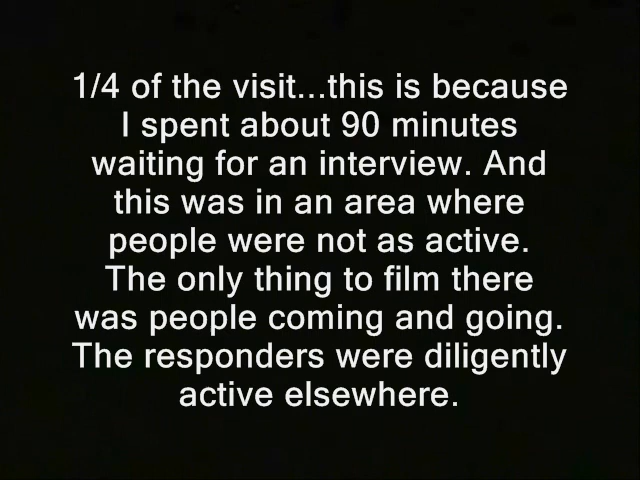 1/4 of the visit...this is because
I spent about 90 minutes
waiting for an interview. And
this was in an area where
people were not as active.
The only thing to film there
was people coming and going.
The responders were diligently
active elsewhere.